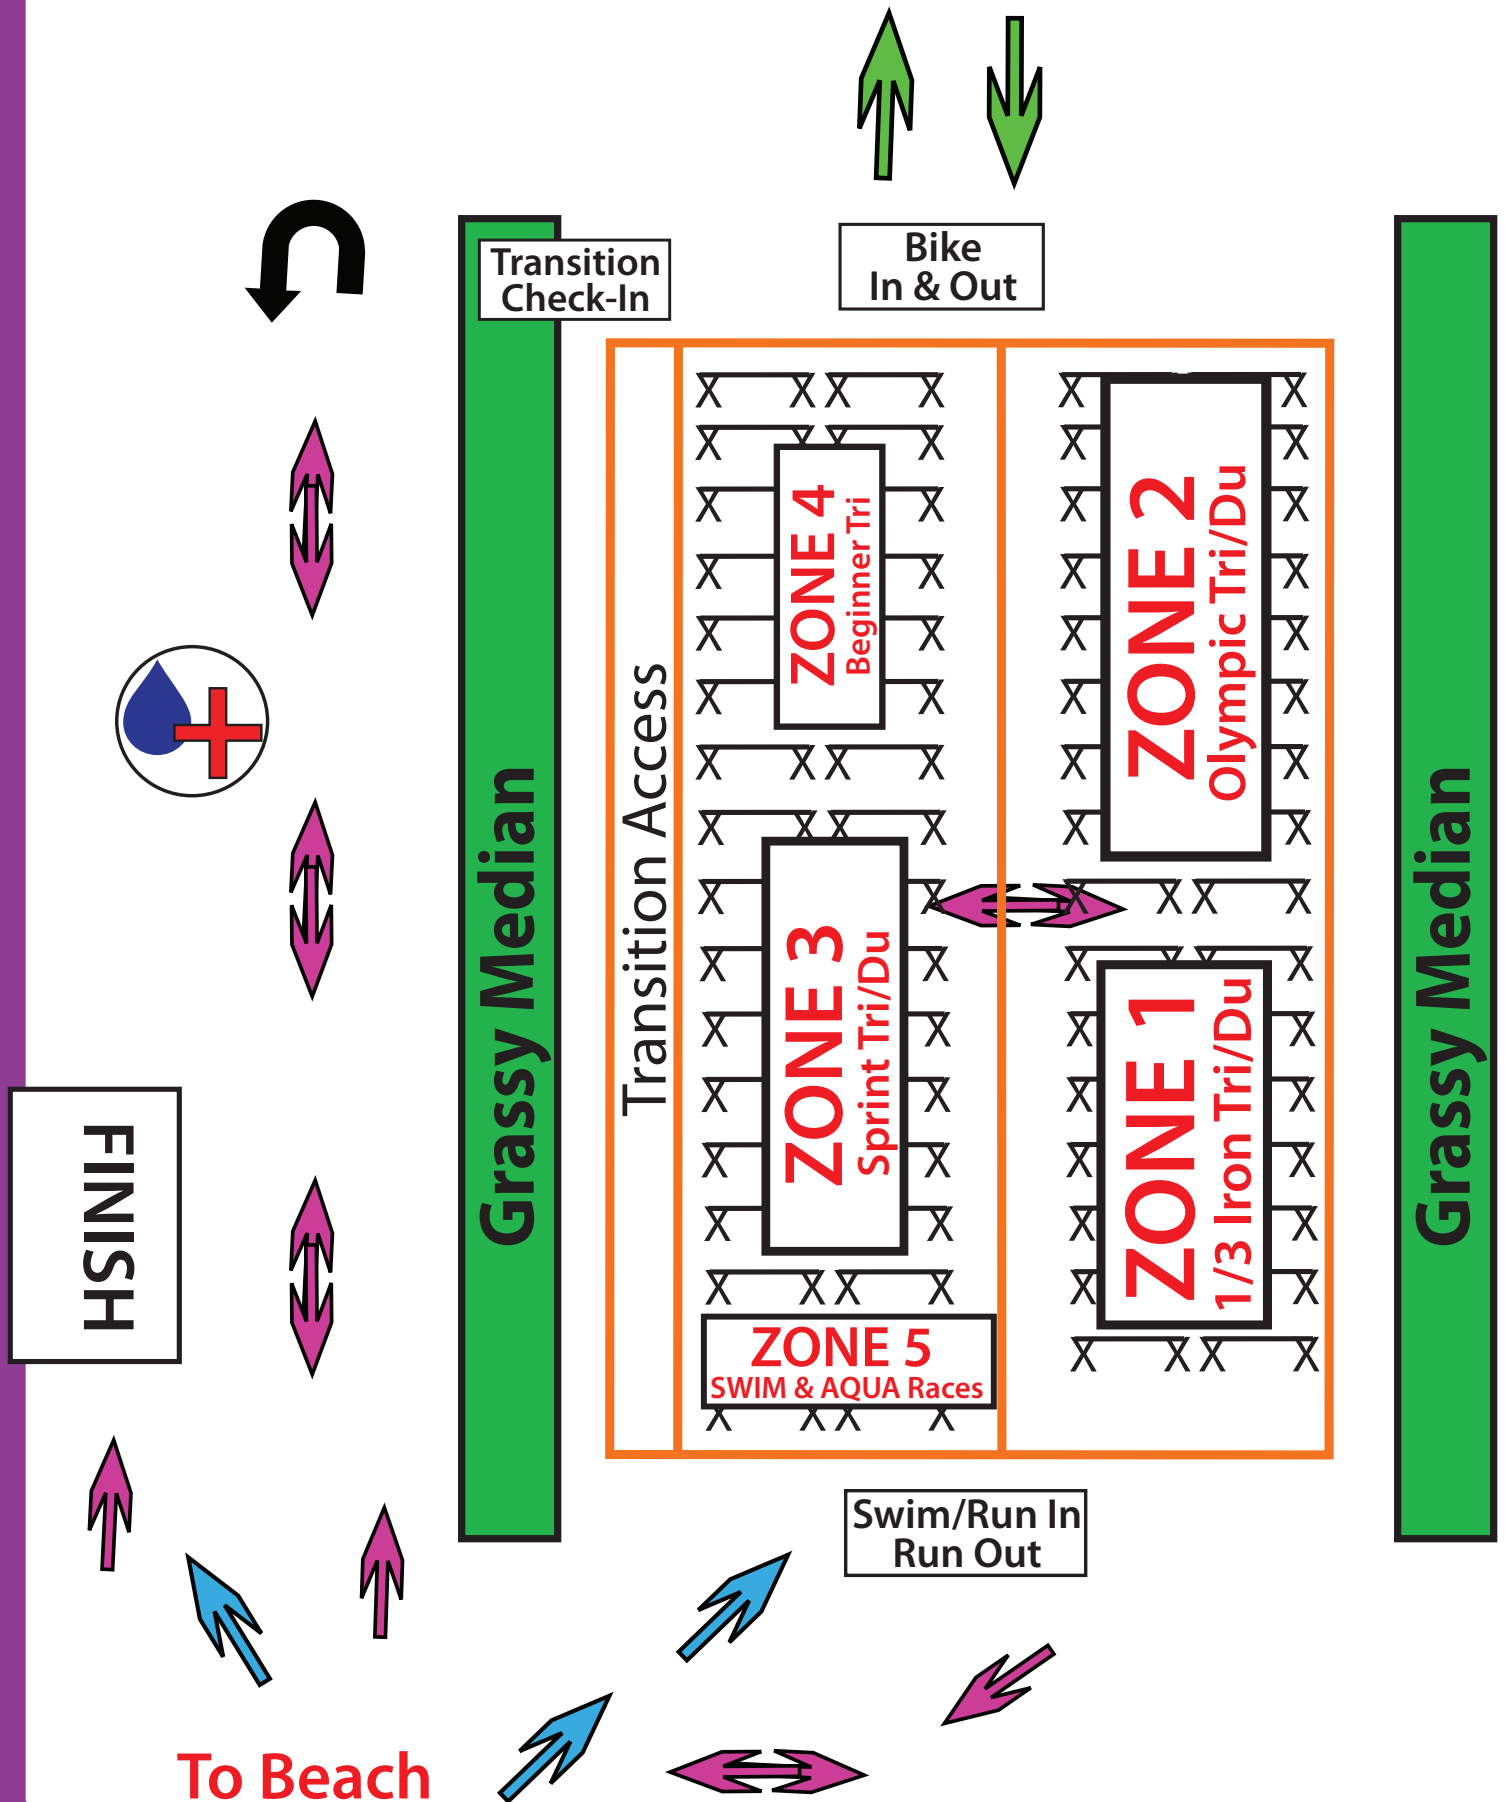 Transition
Check-In
Bike
In & Out
ZONE 4
Beginner Tri
ZONE 2
Olympic Tri/Du
Transition Access
Grassy Median
Grassy Median
ZONE 3
Sprint Tri/Du
ZONE 1
1/3 Iron Tri/Du
FINISH
ZONE 5
SWIM & AQUA Races
Swim/Run In
Run Out
To Beach